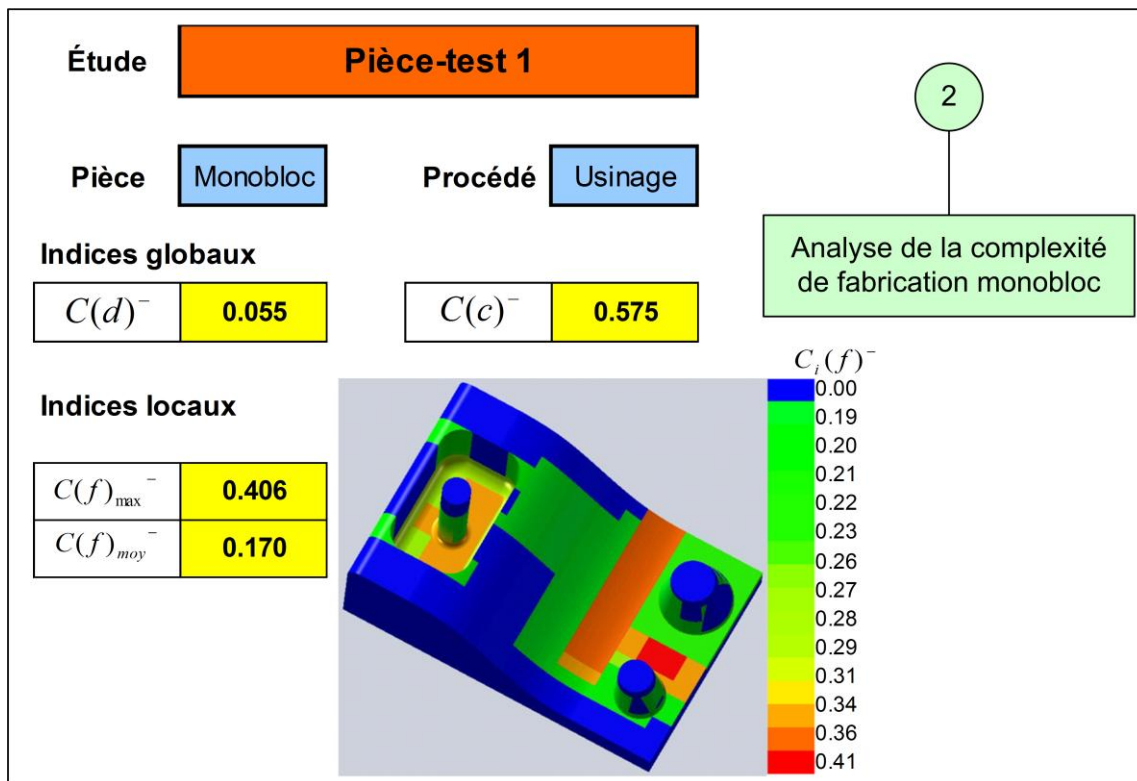 Étude
Pièce-test 1
2
Pièce
Monobloc
Procédé
Usinage
Analyse de la complexité
de fabrication monobloc
Indices globaux
C(d)⁻
0.055
C(c)⁻
0.575
Indices locaux
C(f)max⁻
0.406
C(f)moy⁻
0.170
Ci(f)⁻
0.00
0.19
0.20
0.21
0.22
0.23
0.26
0.27
0.28
0.29
0.31
0.34
0.36
0.41